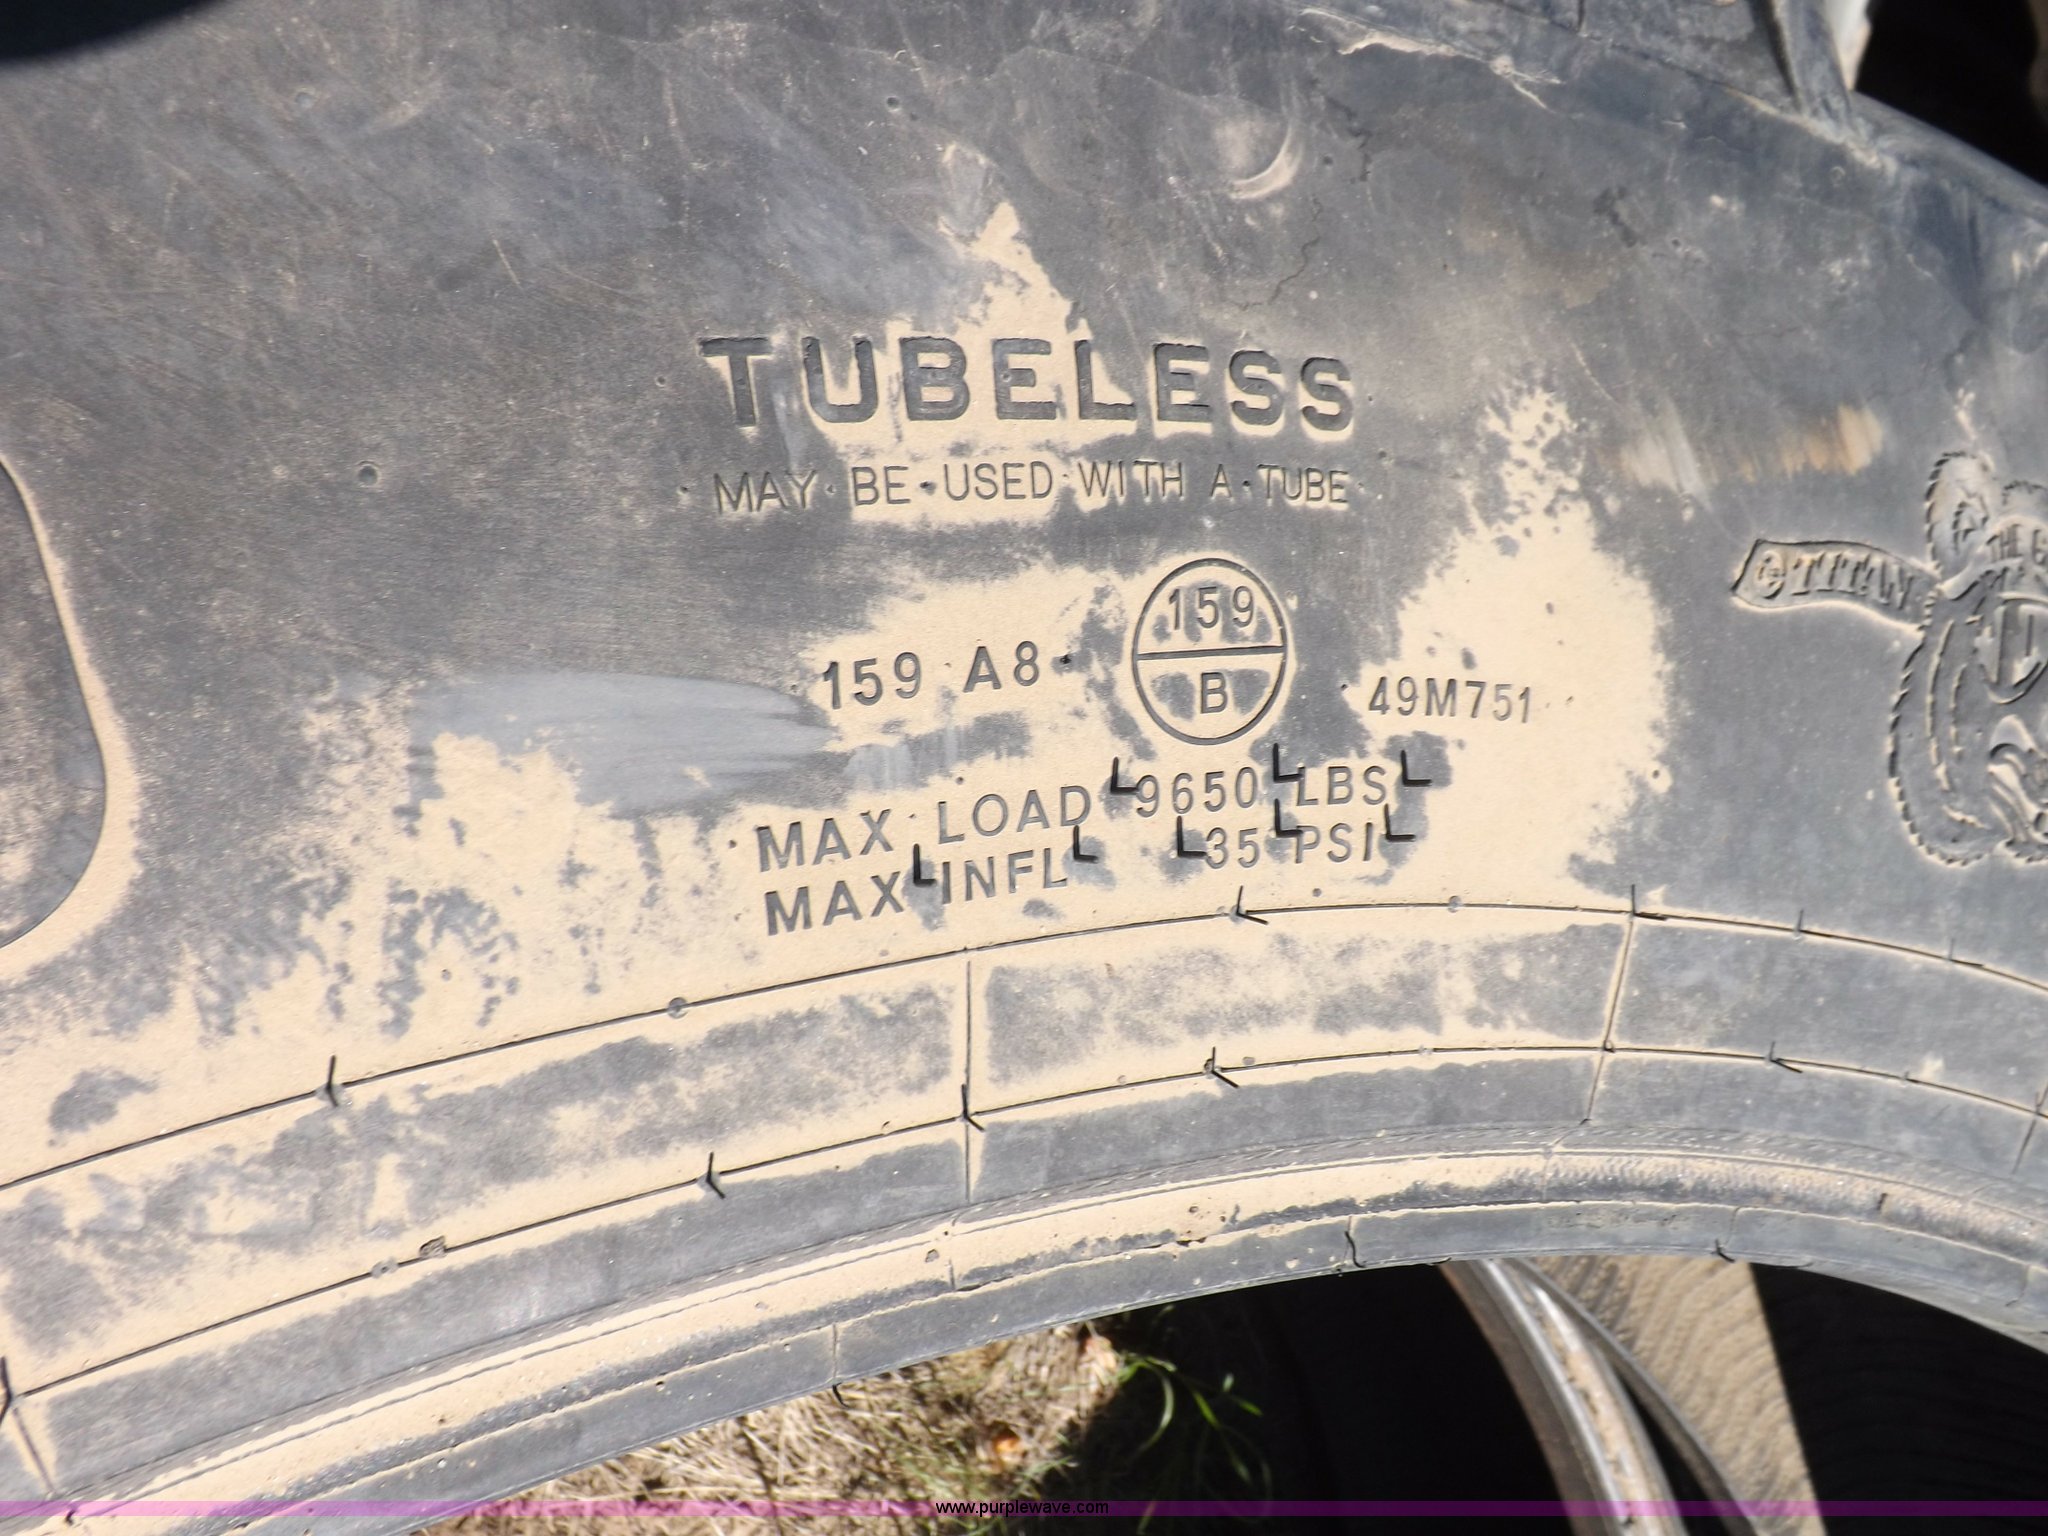 TUBELESS
MAY BE USED WITH A TUBE
159
159 A8
B
49M751
MAX LOAD 9650 LBS
MAX INFL 35 PSI
TITAN
THE
www.purplewave.com